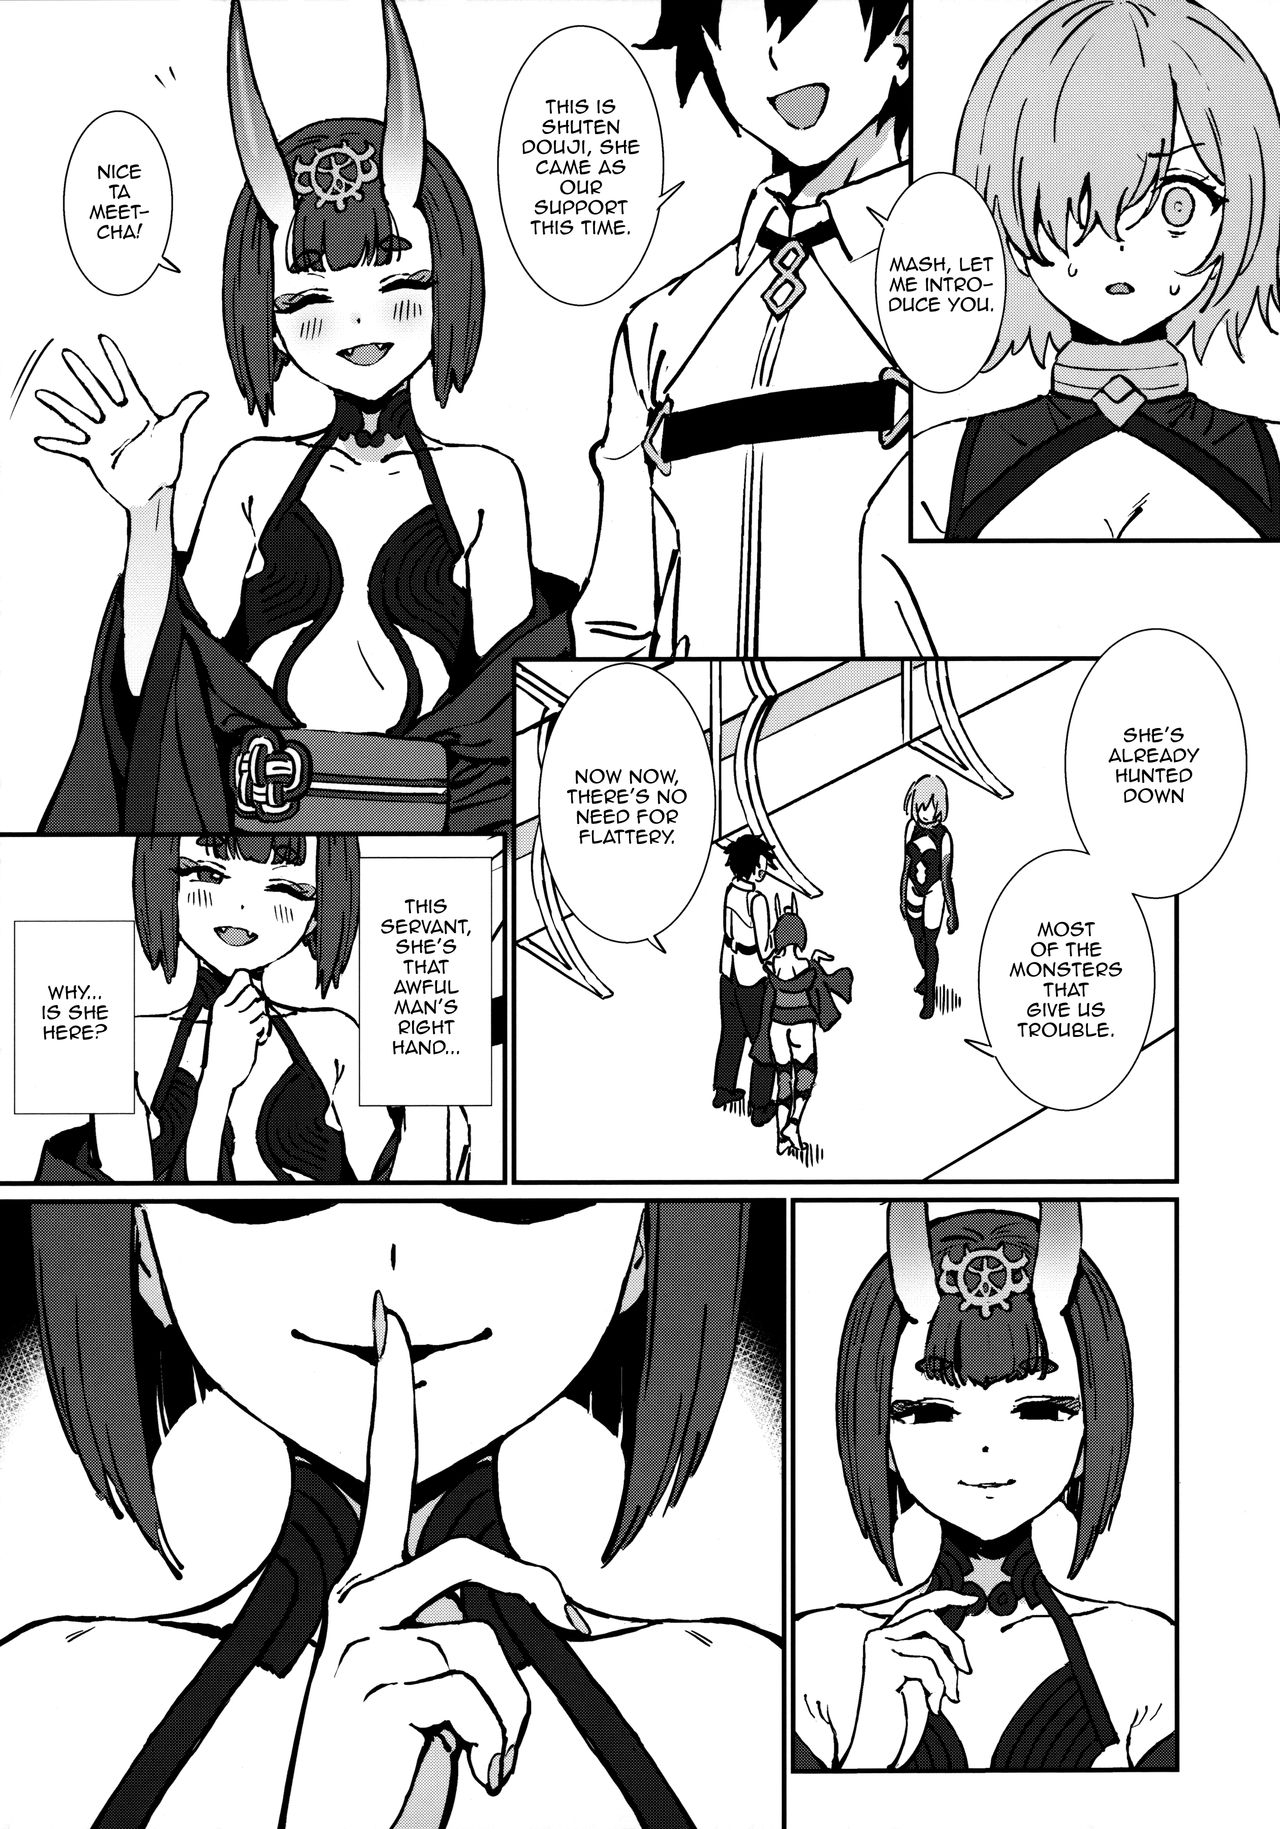 MASH, LET
ME INTRO-
DUCE YOU.
THIS IS
SHUTEN
DOUJI, SHE
CAME AS
OUR
SUPPORT
THIS TIME.
NICE
TA
MEET-
CHA!
SHE'S
ALREADY
HUNTED
DOWN
MOST
OF THE
MONSTERS
THAT
GIVE US
TROUBLE.
NOW NOW,
THERE'S NO
NEED FOR
FLATTERY.
THIS
SERVANT,
SHE'S
THAT
AWFUL
MAN'S
RIGHT
HAND...
WHY...
IS SHE
HERE?